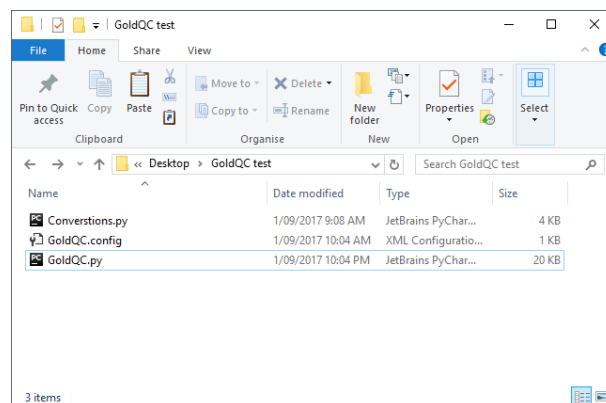 GoldQC test
File Home Share View
Pin to Quick access Copy Paste
Move to Copy to
Delete Rename
New folder
Properties
Select
Clipboard Organise New Open
« Desktop > GoldQC test Search GoldQC test
Name Date modified Type Size
Converstions.py 1/09/2017 9:08 AM JetBrains PyChar... 4 KB
GoldQC.config 1/09/2017 10:04 AM XML Configuratio... 1 KB
GoldQC.py 1/09/2017 10:04 PM JetBrains PyChar... 20 KB
3 items